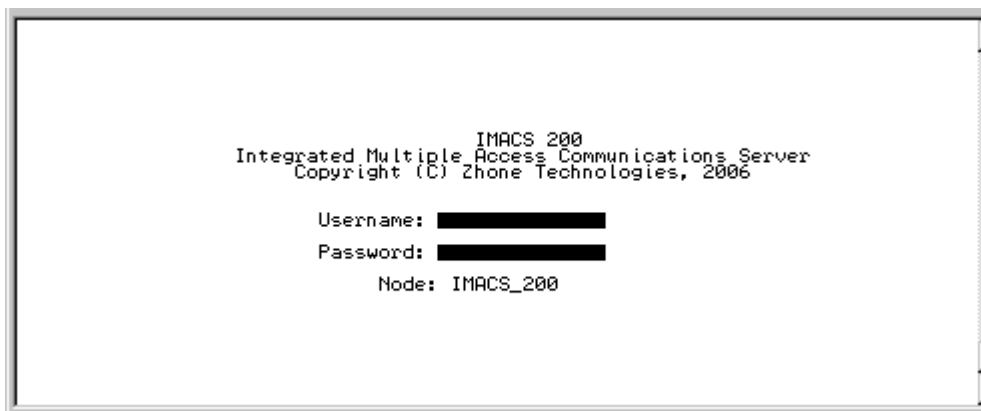 IMACS 200
Integrated Multiple Access Communications Server
Copyright (C) Zhone Technologies, 2006
Username:
Password:
Node: IMACS_200